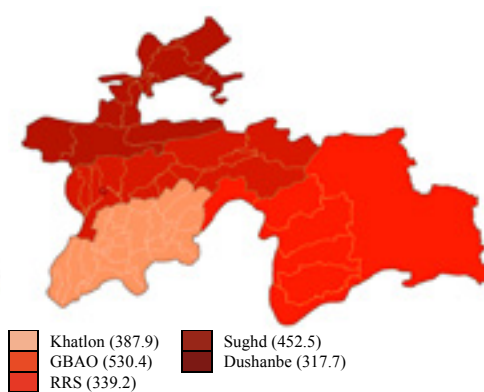 Khatlon (387.9)
GBAO (530.4)
RRS (339.2)
Sughd (452.5)
Dushanbe (317.7)